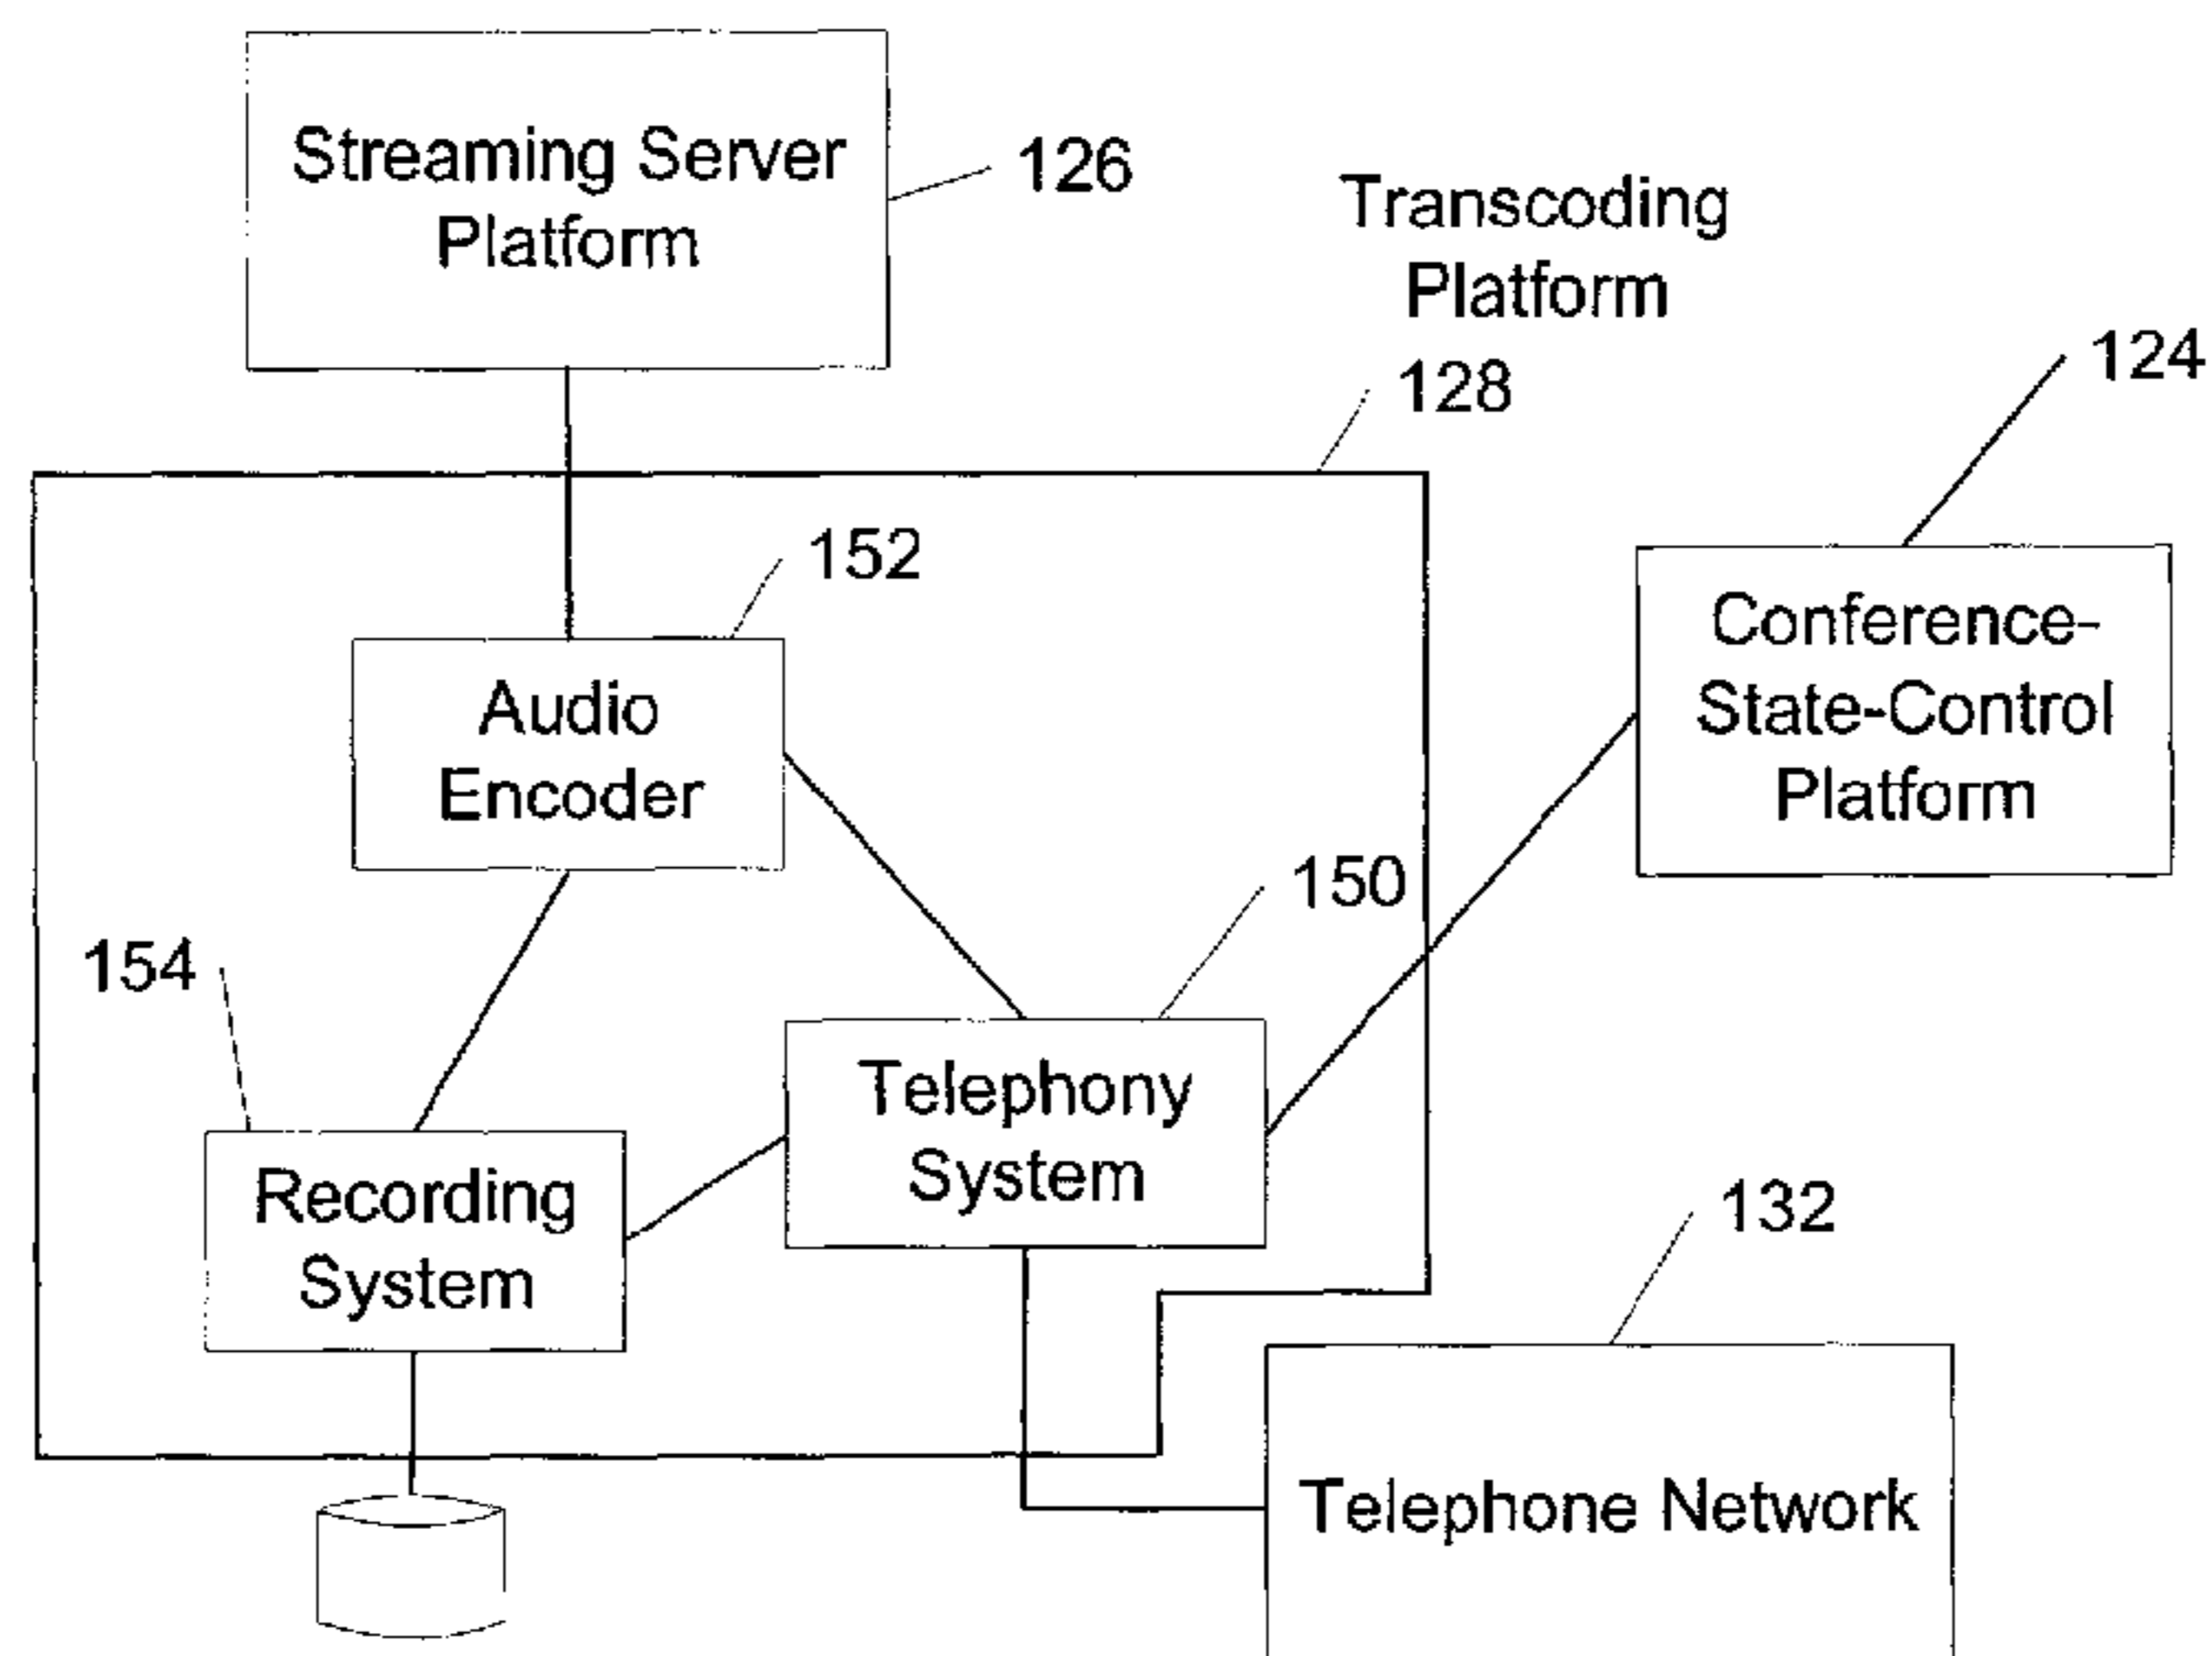 Streaming Server
Platform
126
Transcoding
Platform
128
124
152
Audio
Encoder
Conference-
State-Control
Platform
150
154
Telephony
System
Recording
System
132
Telephone Network